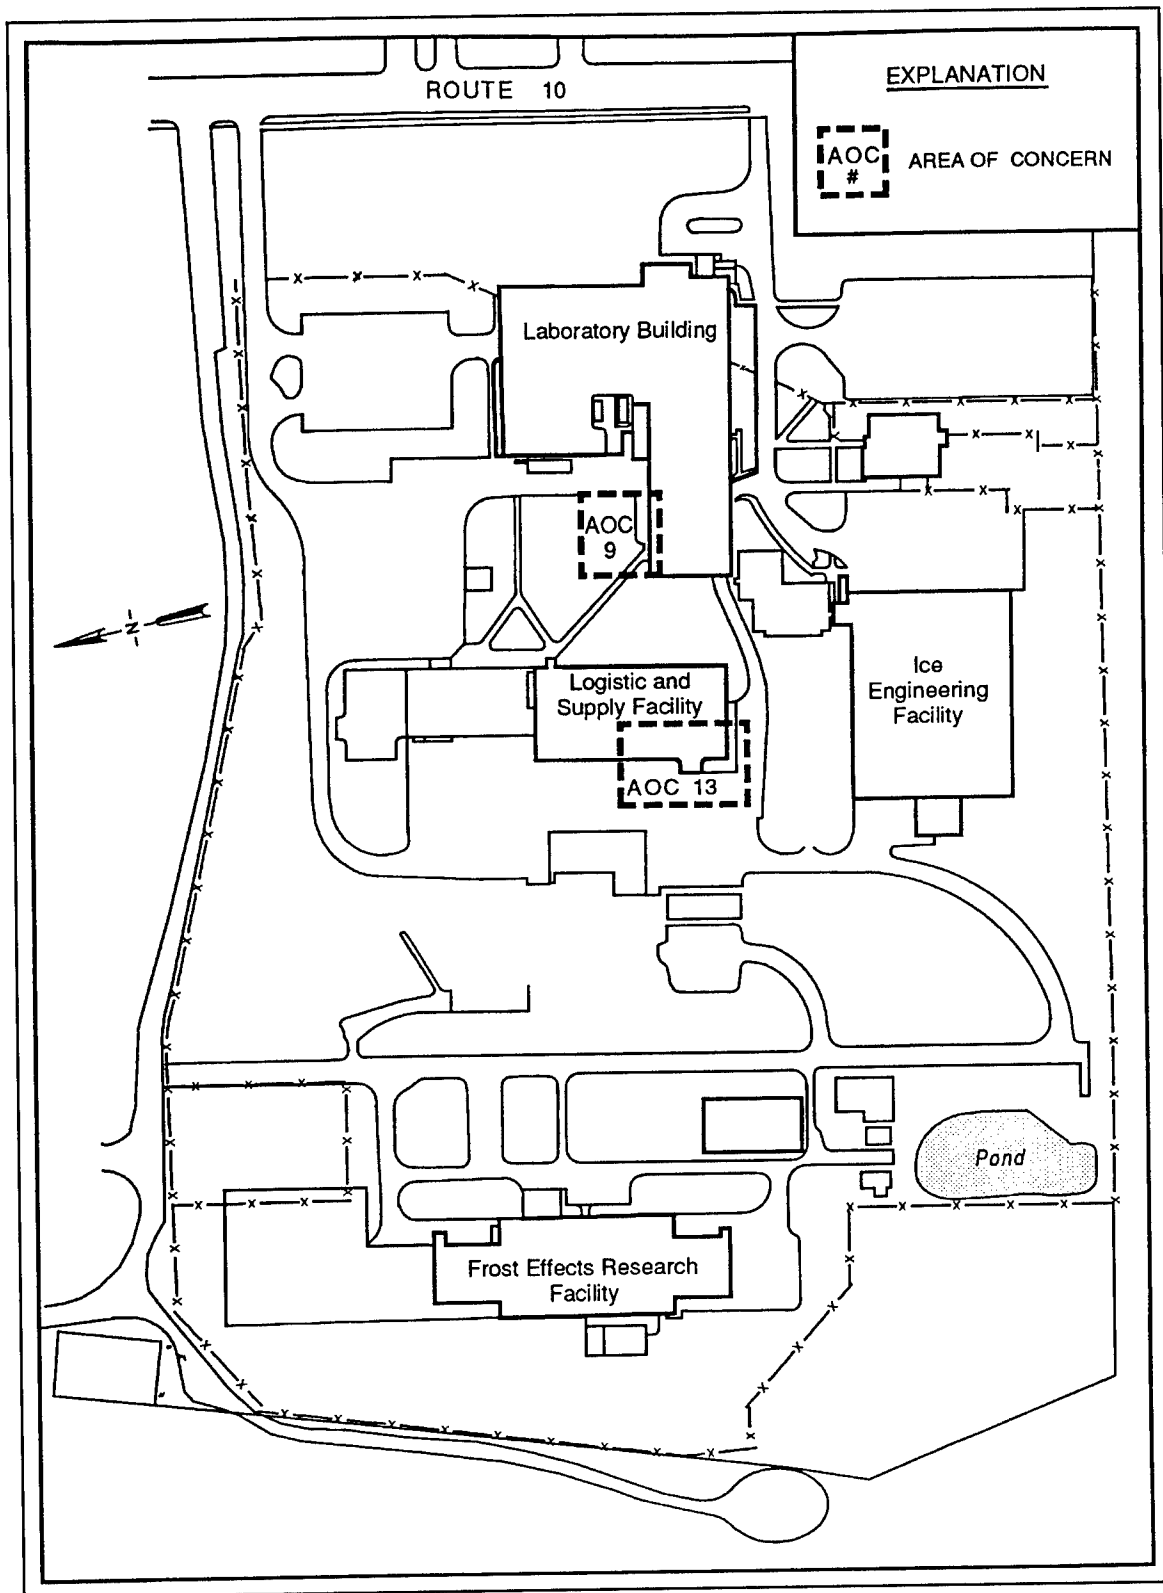 ROUTE 10
EXPLANATION
AOC
#
AREA OF CONCERN
Laboratory Building
AOC
9
-N-
Logistic and
Supply Facility
Ice
Engineering
Facility
AOC 13
Pond
Frost Effects Research
Facility